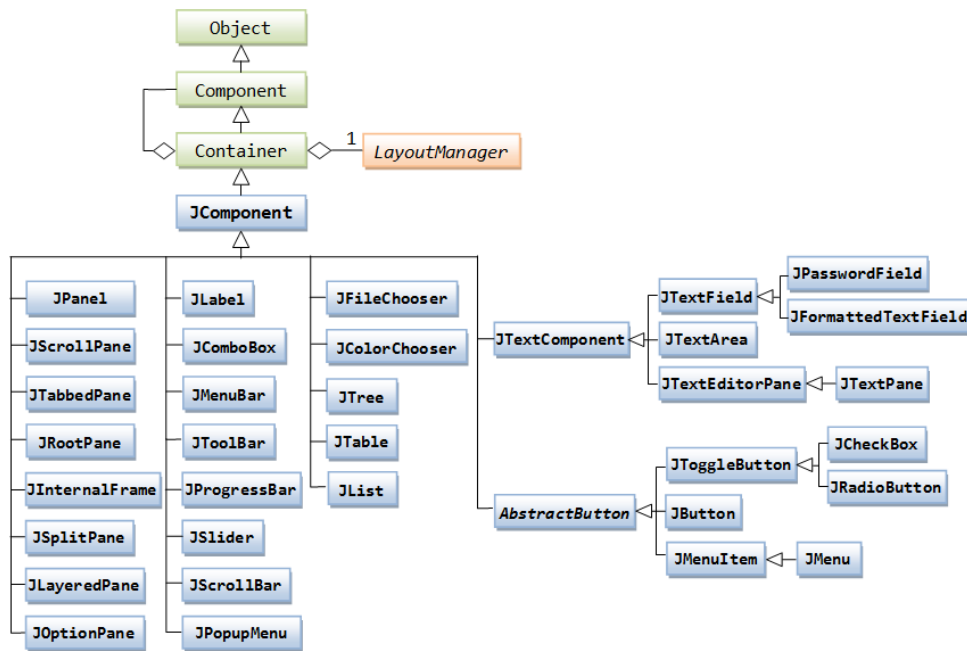 Object
Component
Container
1
LayoutManager
JComponent
JPanel
JScrollPane
JTabbedPane
JRootPane
JInternalFrame
JSplitPane
JLayeredPane
JOptionPane
JLabel
JComboBox
JMenuBar
JToolBar
JProgressBar
JSlider
JScrollBar
JPopupMenu
JFileChooser
JColorChooser
JTree
JTable
JList
JTextComponent
JTextField
JPasswordField
JFormattedTextField
JTextArea
JTextEditorPane
JTextPane
AbstractButton
JToggleButton
JCheckBox
JRadioButton
JButton
JMenuItem
JMenu